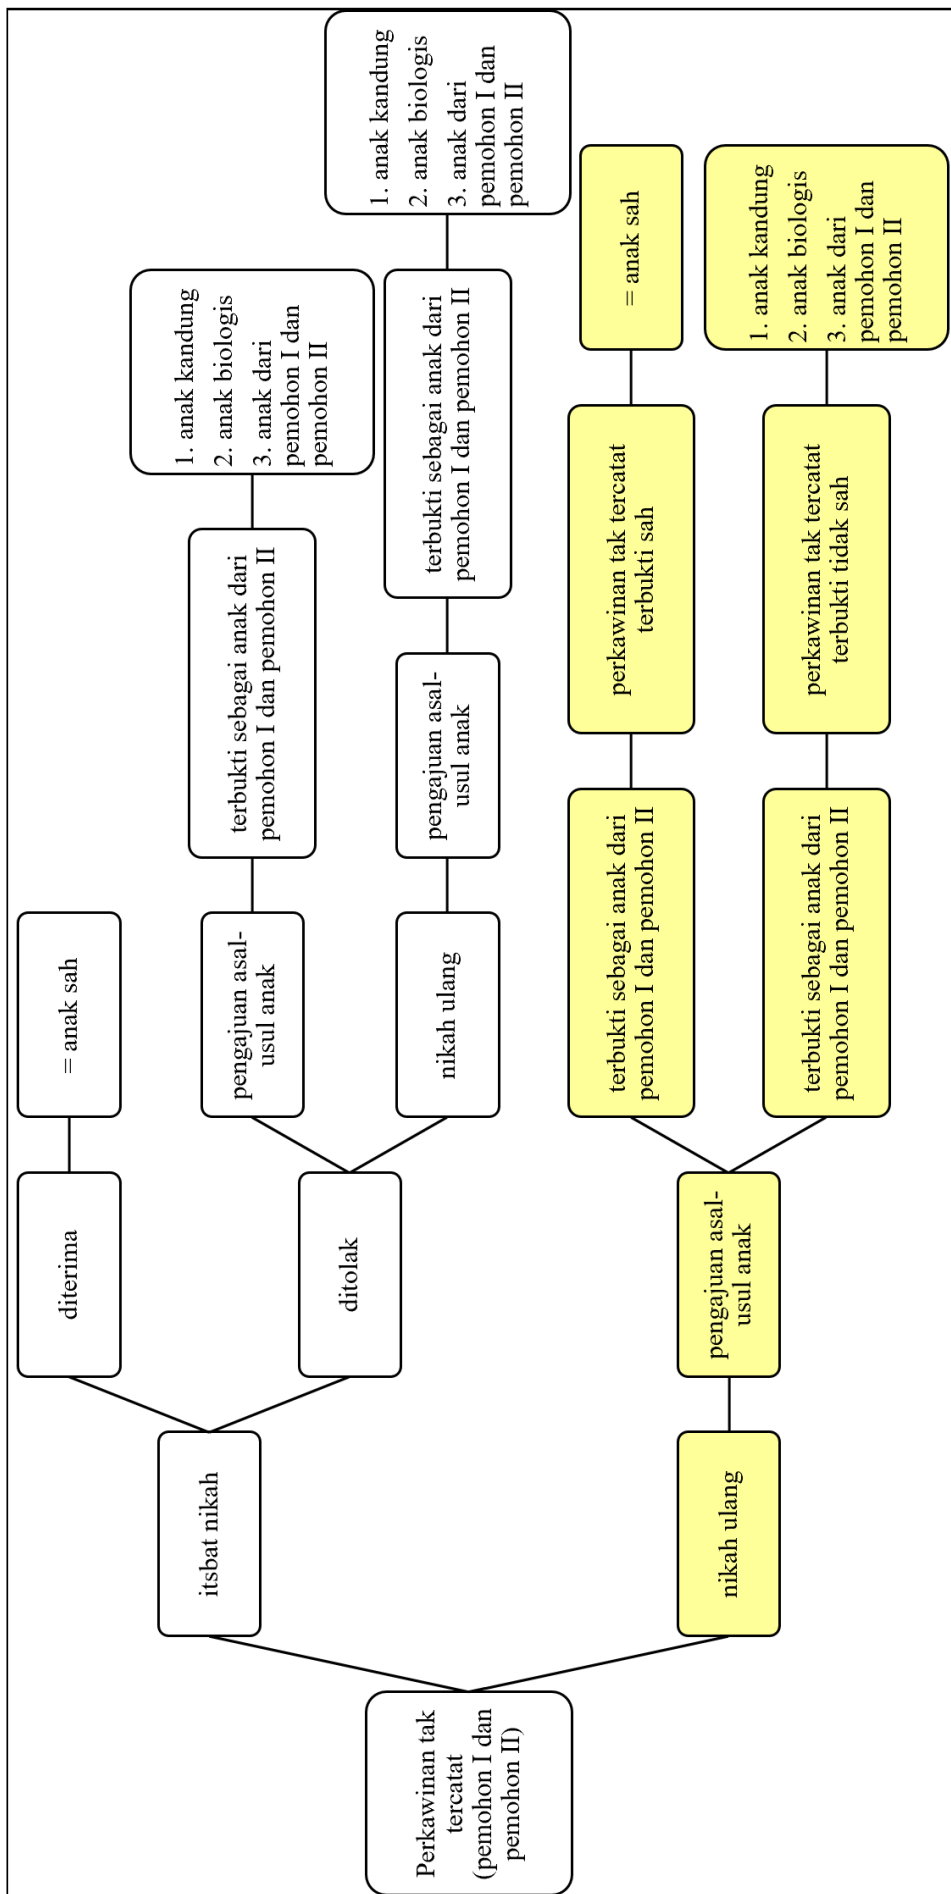 Perkawinan tak
tercatat
(pemohon I dan
pemohon II)
itsbat nikah
diterima
= anak sah
ditolak
pengajuan asal-
usul anak
terbukti sebagai anak dari
pemohon I dan pemohon II
1. anak kandung
2. anak biologis
3. anak dari
pemohon I dan
pemohon II
nikah ulang
pengajuan asal-
usul anak
terbukti sebagai anak dari
pemohon I dan pemohon II
1. anak kandung
2. anak biologis
3. anak dari
pemohon I dan
pemohon II
nikah ulang
pengajuan asal-
usul anak
terbukti sebagai anak dari
pemohon I dan pemohon II
perkawinan tak tercatat
terbukti sah
= anak sah
terbukti sebagai anak dari
pemohon I dan pemohon II
perkawinan tak tercatat
terbukti tidak sah
1. anak kandung
2. anak biologis
3. anak dari
pemohon I dan
pemohon II